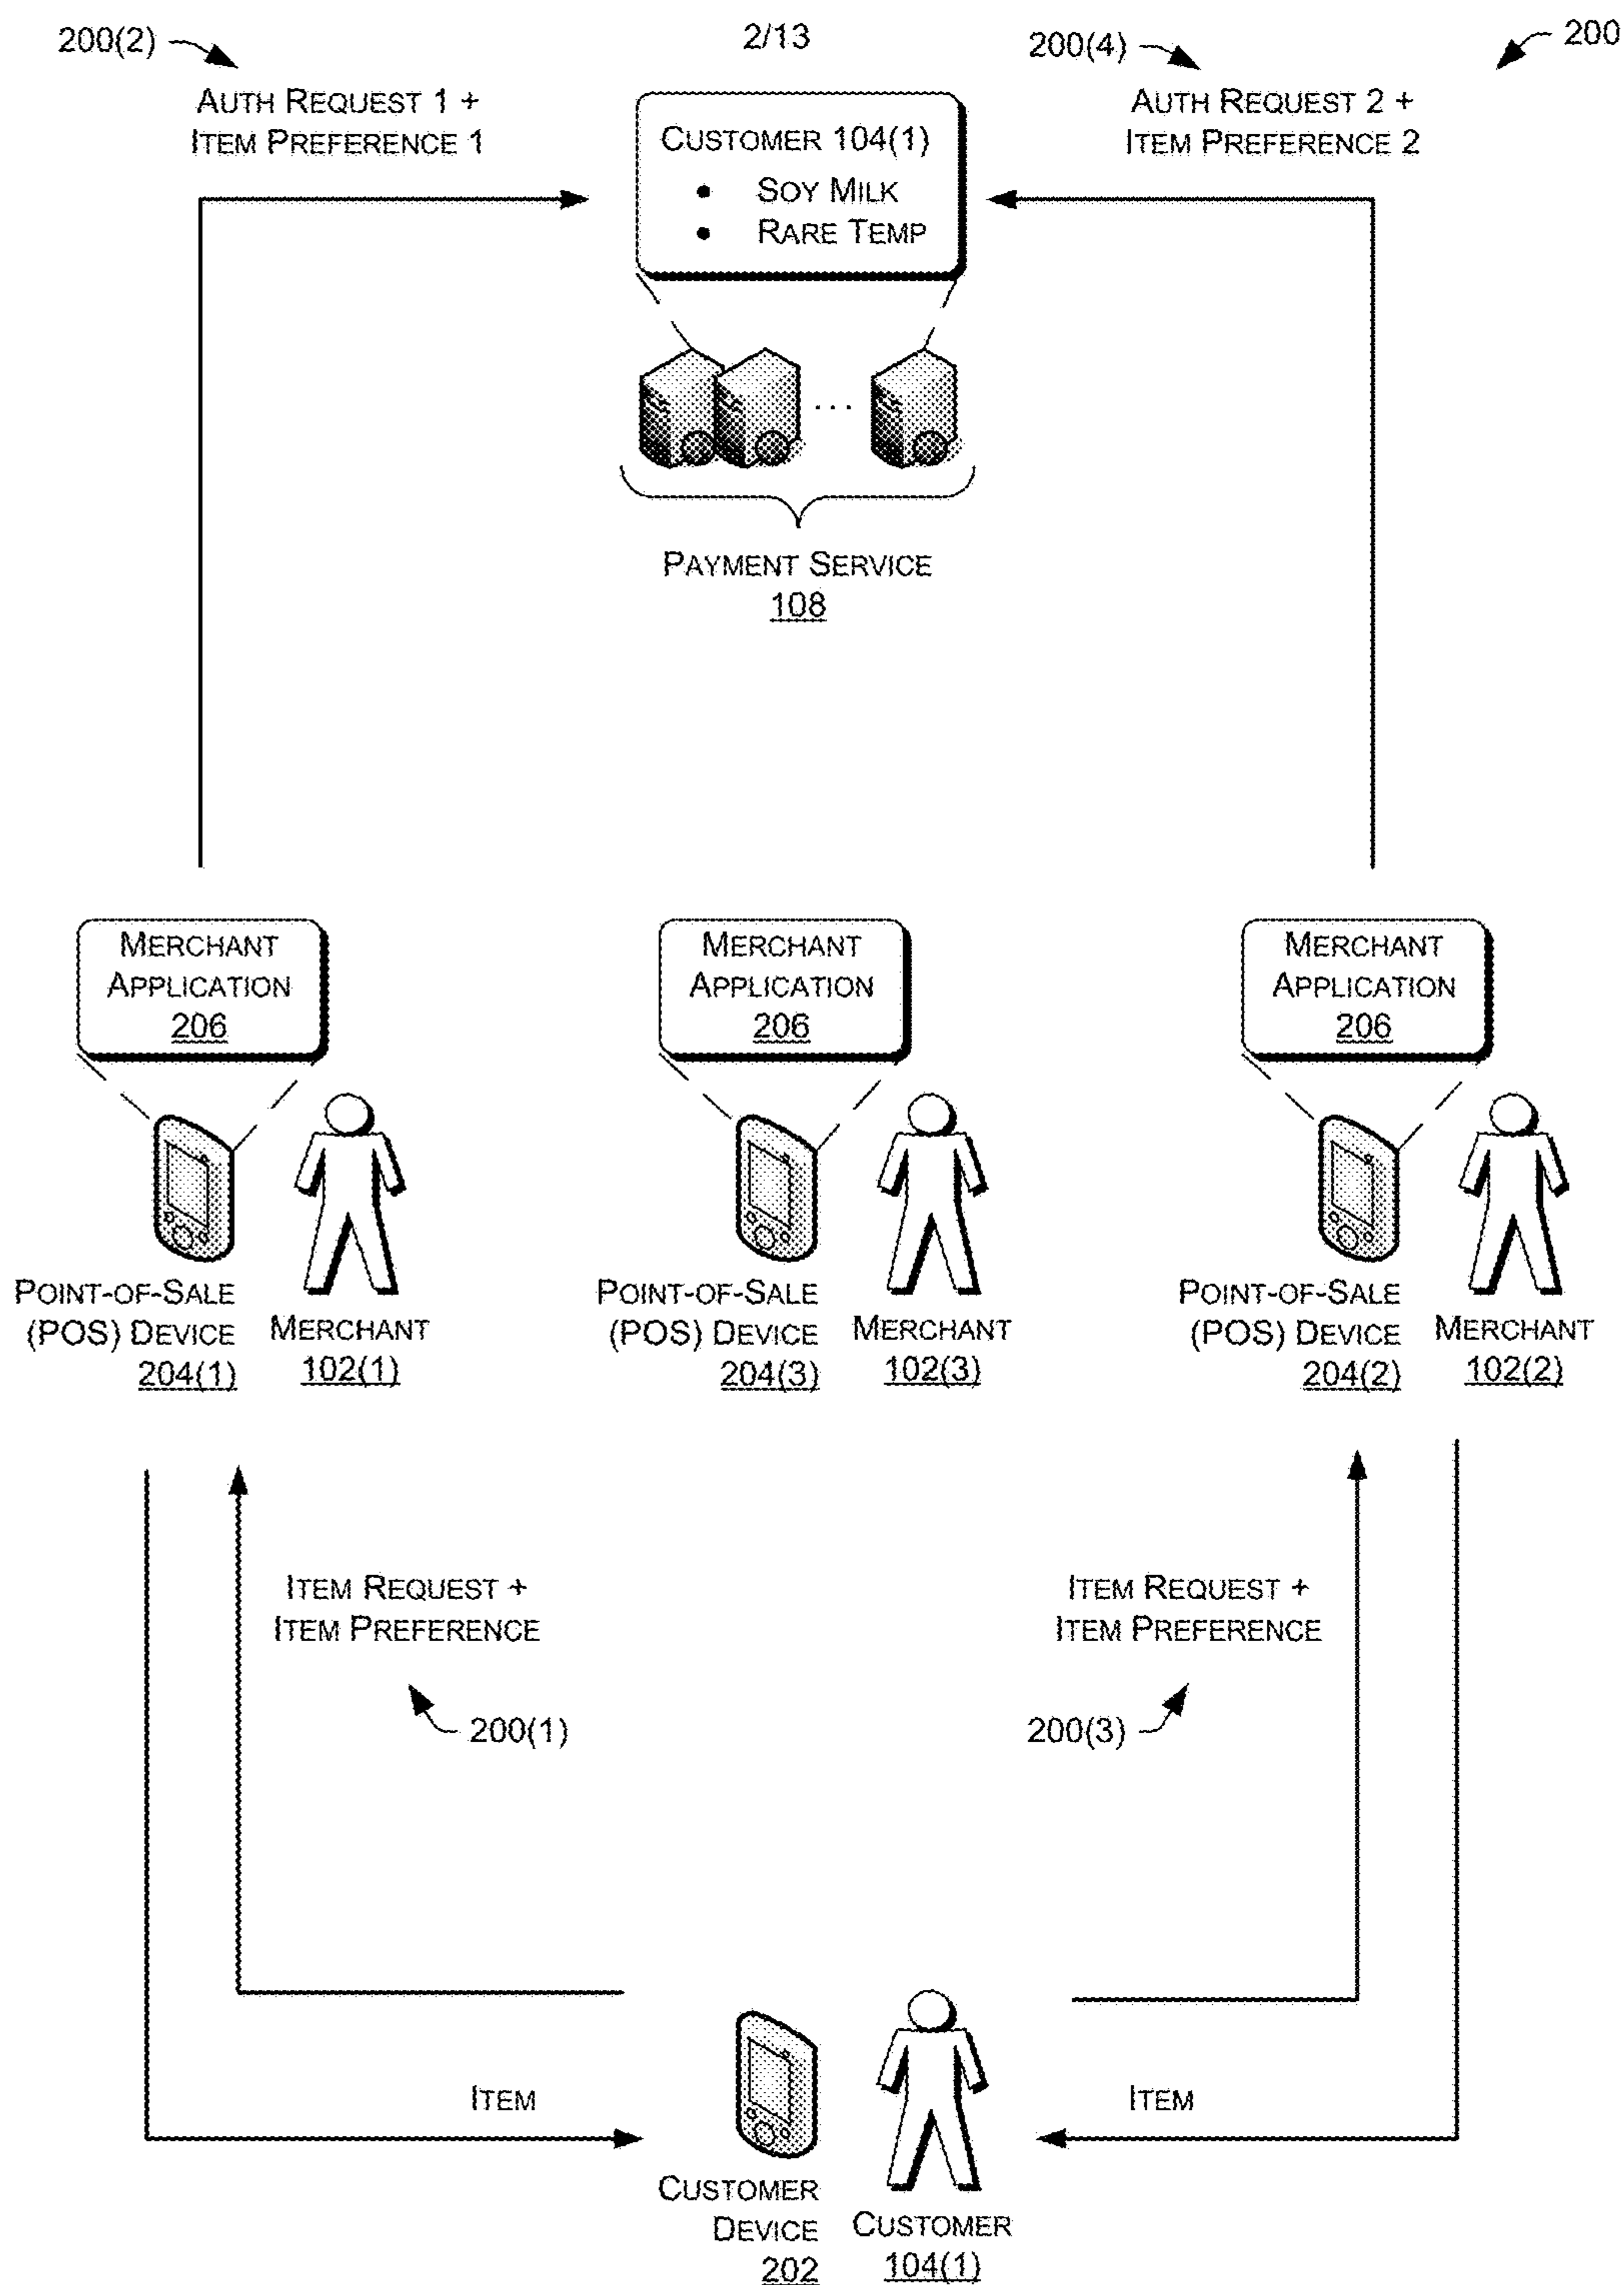 2/13
200
200(2)
AUTH REQUEST 1 +
ITEM PREFERENCE 1
200(4)
AUTH REQUEST 2 +
ITEM PREFERENCE 2
CUSTOMER 104(1)
• SOY MILK
• RARE TEMP
...
PAYMENT SERVICE
108
MERCHANT
APPLICATION
206
POINT-OF-SALE
(POS) DEVICE
204(1)
MERCHANT
102(1)
MERCHANT
APPLICATION
206
POINT-OF-SALE
(POS) DEVICE
204(3)
MERCHANT
102(3)
MERCHANT
APPLICATION
206
POINT-OF-SALE
(POS) DEVICE
204(2)
MERCHANT
102(2)
ITEM REQUEST +
ITEM PREFERENCE
200(1)
ITEM REQUEST +
ITEM PREFERENCE
200(3)
ITEM
ITEM
CUSTOMER
DEVICE
202
CUSTOMER
104(1)